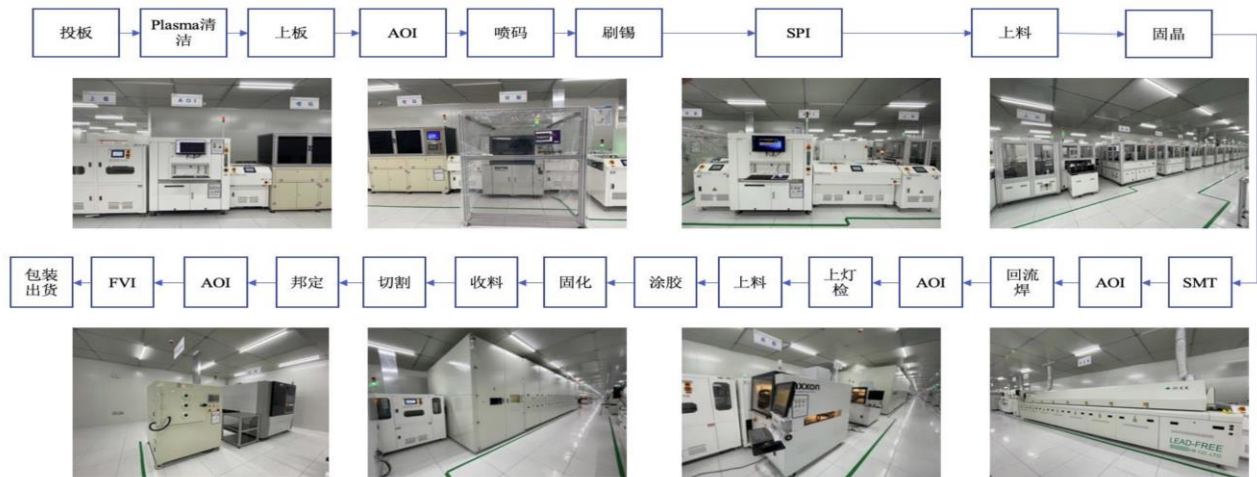 投板
Plasma清
洁
上板
AOI
喷码
刷锡
SPI
上料
固晶
AOI
包装
出货
FVI
AOI
邦定
切割
收料
固化
涂胶
上料
上灯
检
AOI
回流
焊
AOI
SMT
LEAD-FREE